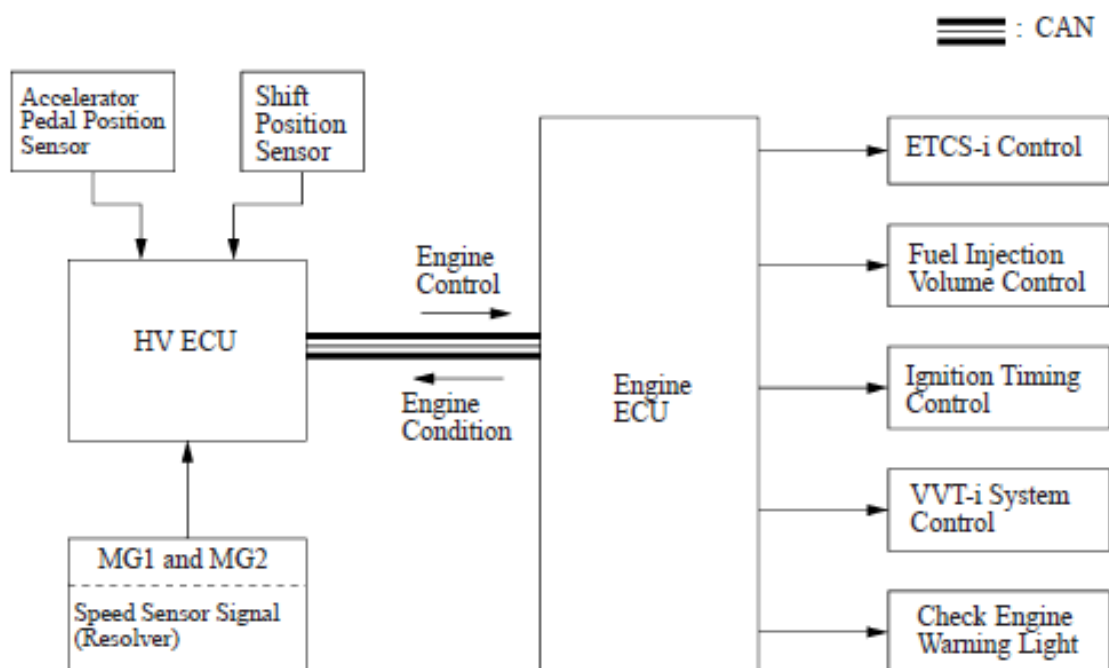 : CAN
Accelerator
Pedal Position
Sensor
Shift
Position
Sensor
HV ECU
Engine
Control
Engine
Condition
MG1 and MG2
Speed Sensor Signal
(Resolver)
Engine
ECU
ETCS-i Control
Fuel Injection
Volume Control
Ignition Timing
Control
VVT-i System
Control
Check Engine
Warning Light